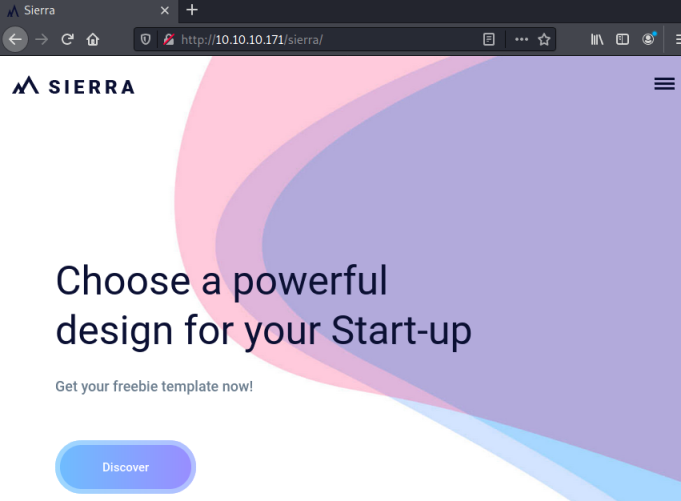 Sierra
http://10.10.10.171/sierra/
SIERRA
Choose a powerful
design for your Start-up
Get your freebie template now!
Discover